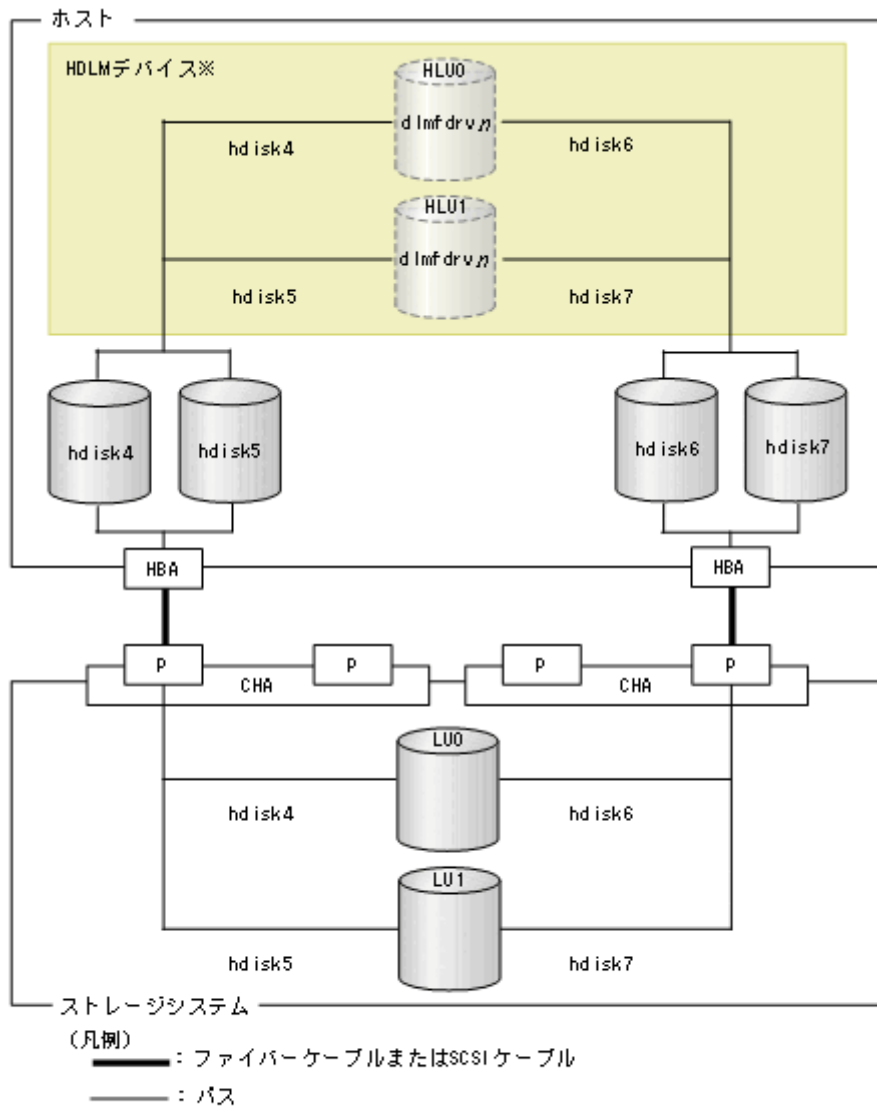 ホスト
HDLMデバイス※
HLU0
dlmfdrvn
hdisk4
hdisk6
HLU1
dlmfdrvn
hdisk5
hdisk7
hdisk4
hdisk5
hdisk6
hdisk7
HBA
HBA
P
P
P
P
CHA
CHA
LU0
hdisk4
hdisk6
LU1
hdisk5
hdisk7
ストレージシステム
(凡例)
：ファイバーケーブルまたはSCSIケーブル
：パス